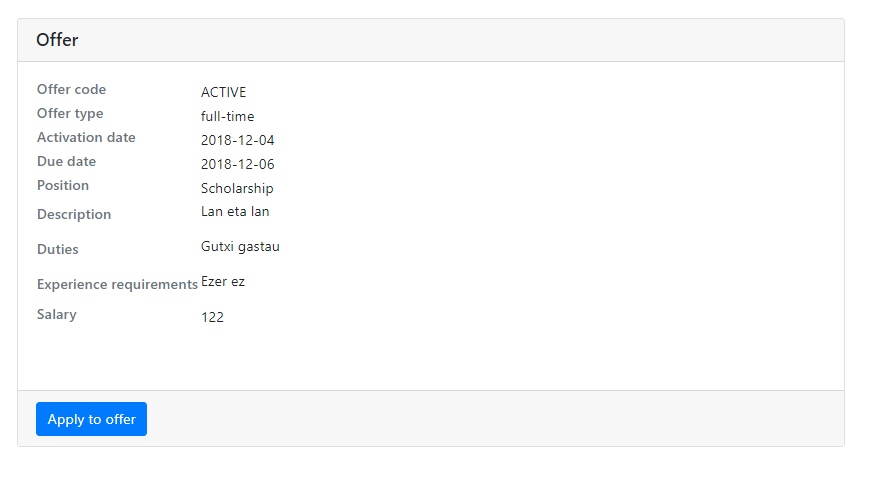 Offer
Offer code ACTIVE
Offer type full-time
Activation date 2018-12-04
Due date 2018-12-06
Position Scholarship
Description Lan eta lan
Duties Gutxi gastau
Experience requirements Ezer ez
Salary 122
Apply to offer